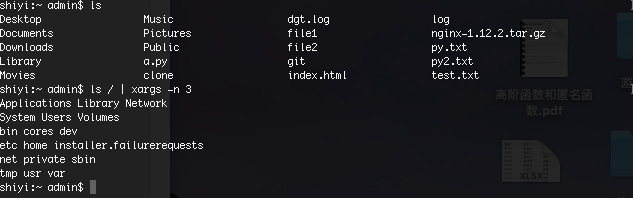 shiyi:~ admin$ ls
Desktop Music dgt.log log
Documents Pictures file1 nginx-1.12.2.tar.gz
Downloads Public file2 py.txt
Library a.py git py2.txt
Movies clone index.html test.txt
shiyi:~ admin$ ls / | xargs -n 3
Applications Library Network
System Users Volumes
bin cores dev
etc home installer.failurerequests
net private sbin
tmp usr var
shiyi:~ admin$
高阶函数和匿名函
数.pdf
游
XLSX